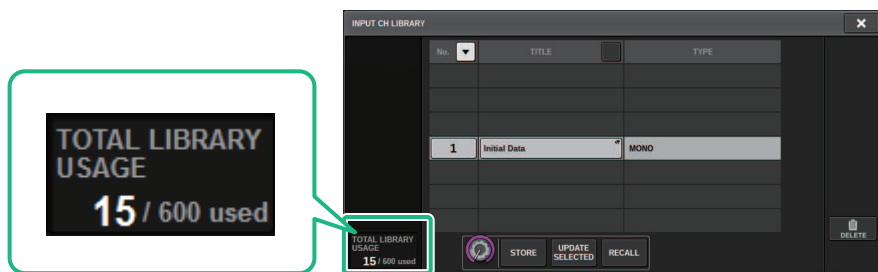 INPUT CH LIBRARY
×
No. ▼ TITLE TYPE
TOTAL LIBRARY
USAGE
15 / 600 used
1 Initial Data MONO
DELETE
TOTAL LIBRARY
USAGE
15 / 600 used
STORE
UPDATE
SELECTED
RECALL